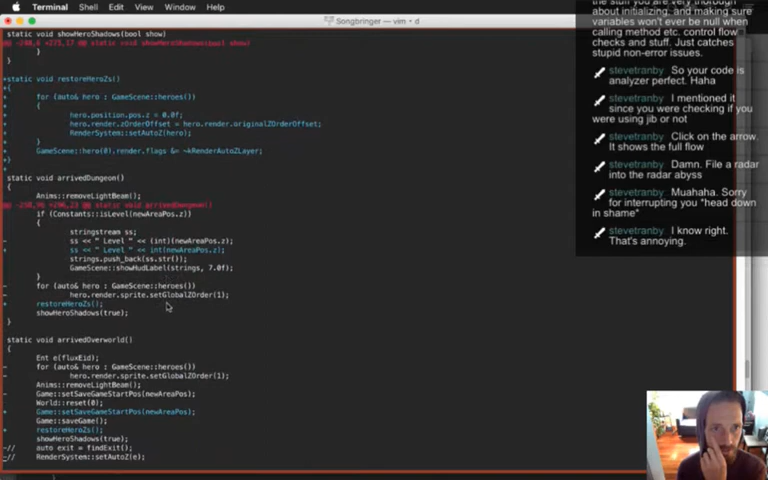 Terminal Shell Edit View Window Help
Songbringer — vim • d
static void showHeroShadows(bool show)
}
}
+static void restoreHeroZs()
+{
+ for (auto& hero : GameScene::heroes())
+ {
+ hero.position.pos.z = 0.0f;
+ hero.render.zOrderOffset = hero.render.originalZOrderOffset;
+ RenderSystem::setAutoZ(hero);
+ }
+ GameScene::hero(0).render.flags &= ~kRenderAutoZLayer;
+}
+
static void arrivedDungeon()
{
Anims::removeLightBeam();
if (Constants::isLevel(newAreaPos.z))
{
stringstream ss;
- ss << " Level " << (int)(newAreaPos.z);
+ ss << " Level " << int(newAreaPos.z);
strings.push_back(ss.str());
GameScene::showHudLabel(strings, 7.0f);
}
- for (auto& hero : GameScene::heroes())
- hero.render.sprite.setGlobalZOrder(1);
+ restoreHeroZs();
showHeroShadows(true);
}
static void arrivedOverworld()
{
Ent e(fluxEid);
- for (auto& hero : GameScene::heroes())
- hero.render.sprite.setGlobalZOrder(1);
Anims::removeLightBeam();
- Game::setSaveGameStartPos(newAreaPos);
World::reset(0);
+ Game::setSaveGameStartPos(newAreaPos);
Game::saveGame();
+ restoreHeroZs();
showHeroShadows(true);
-// auto exit = findExit();
-// RenderSystem::setAutoZ(e);
the stuff you are very thorough
about initializing, and making sure
variables won't ever be null when
calling method etc. control flow
checks and stuff. Just catches
stupid non-error issues.
stevetranby So your code is
analyzer perfect. Haha
stevetranby I mentioned it
since you were checking if you
were using jib or not
stevetranby Click on the arrow.
It shows the full flow
stevetranby Damn. File a radar
into the radar abyss
stevetranby Muahaha. Sorry
for interrupting you *head down
in shame*
stevetranby I know right.
That's annoying.